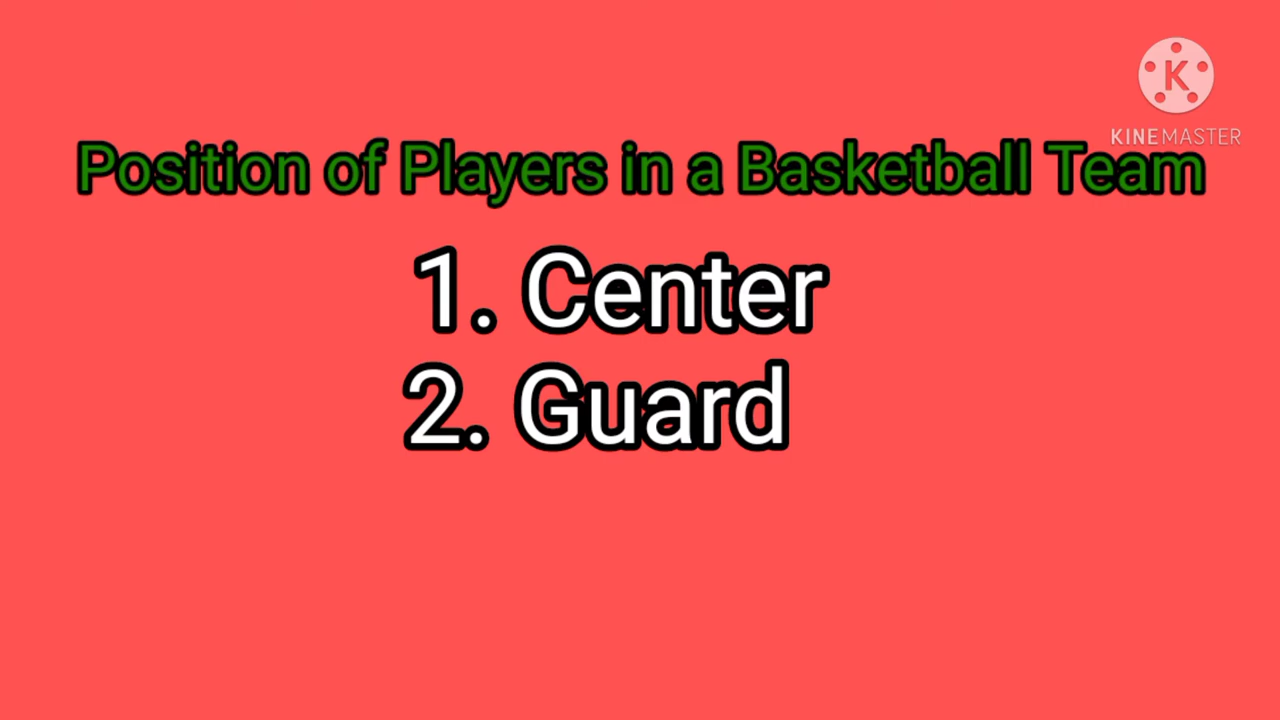 K
KINEMASTER
Position of Players in a Basketball Team
1. Center
2. Guard